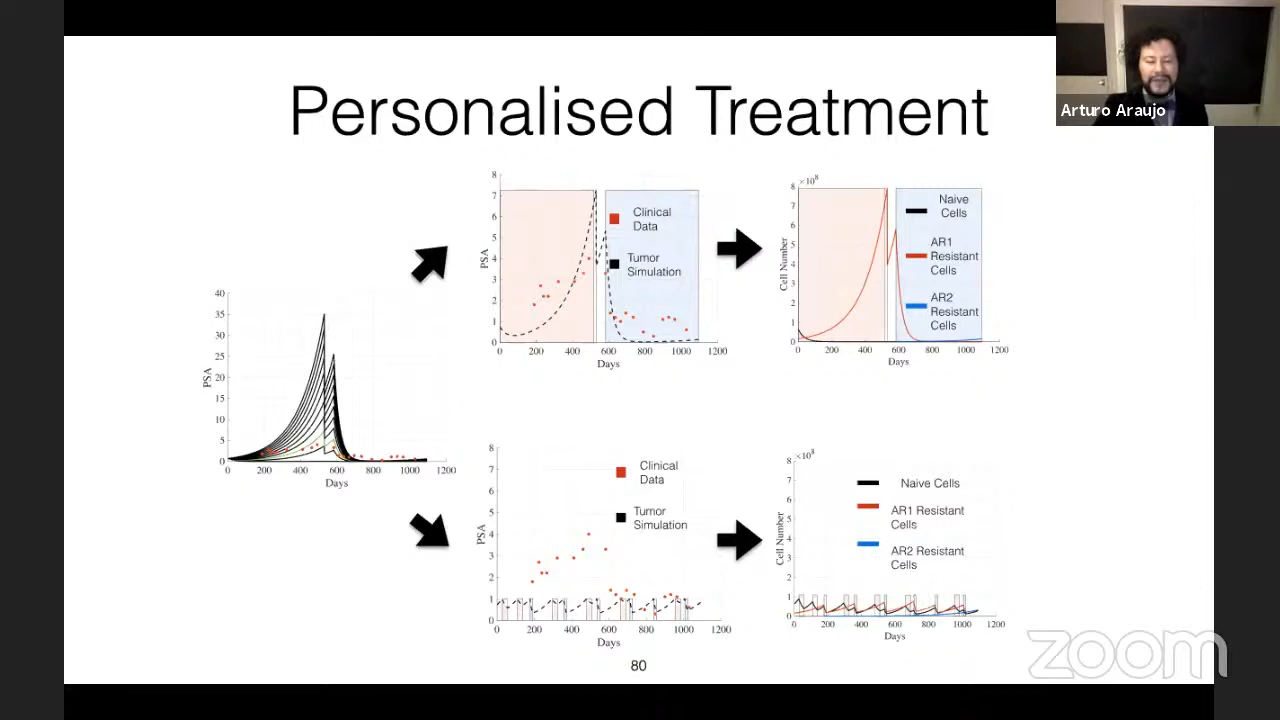 Personalised Treatment
Arturo Araujo
8
7
6
5
4
3
2
1
0
PSA
0 200 400 600 800 1000 1200
Days
Clinical
Data
Tumor
Simulation
×10⁸
8
7
6
5
4
3
2
1
0
Cell Number
0 200 400 600 800 1000 1200
Days
Naive
Cells
AR1
Resistant
Cells
AR2
Resistant
Cells
40
35
30
25
20
15
10
5
0
PSA
0 200 400 600 800 1000 1200
Days
8
7
6
5
4
3
2
1
0
PSA
0 200 400 600 800 1000 1200
Days
Clinical
Data
Tumor
Simulation
×10⁸
8
7
6
5
4
3
2
1
0
Cell Number
0 200 400 600 800 1000 1200
Days
Naive Cells
AR1 Resistant
Cells
AR2 Resistant
Cells
80
zoom